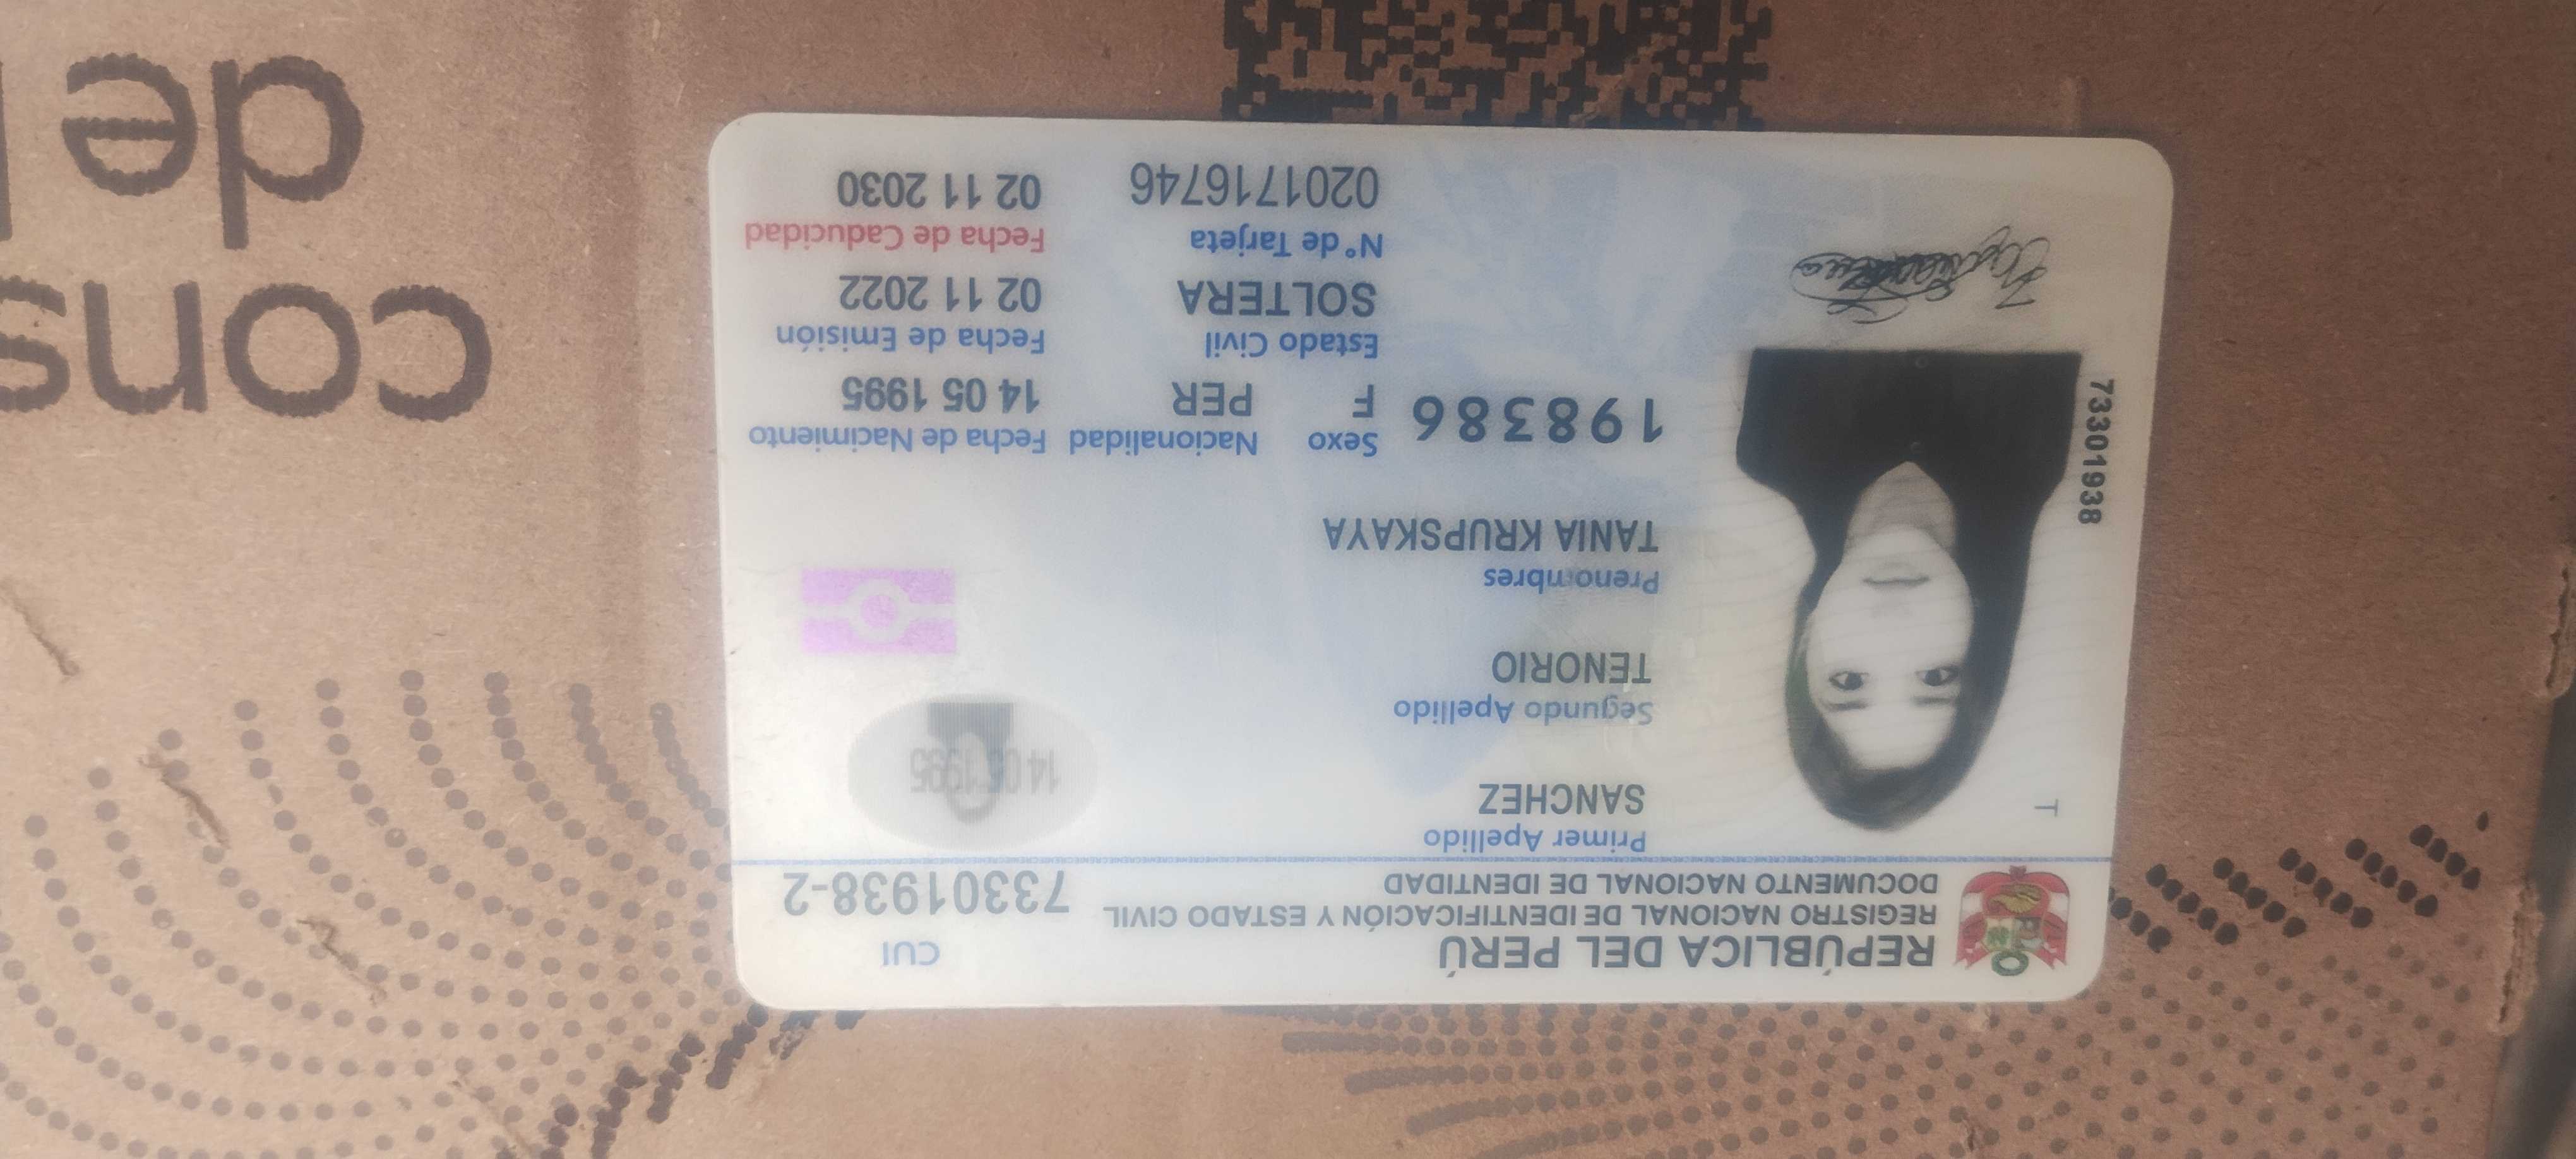 REPÚBLICA DEL PERÚ
REGISTRO NACIONAL DE IDENTIFICACIÓN Y ESTADO CIVIL
DOCUMENTO NACIONAL DE IDENTIDAD
CUI
73301938-2
Primer Apellido
SANCHEZ
Segundo Apellido
TENORIO
Prenombres
TANIA KRUPSKAYA
14 05 1995
T
73301938
198386
Sexo Nacionalidad Fecha de Nacimiento
F PER 14 05 1995
Estado Civil Fecha de Emisión
SOLTERA 02 11 2022
N° de Tarjeta Fecha de Caducidad
0201716746 02 11 2030
cons
de